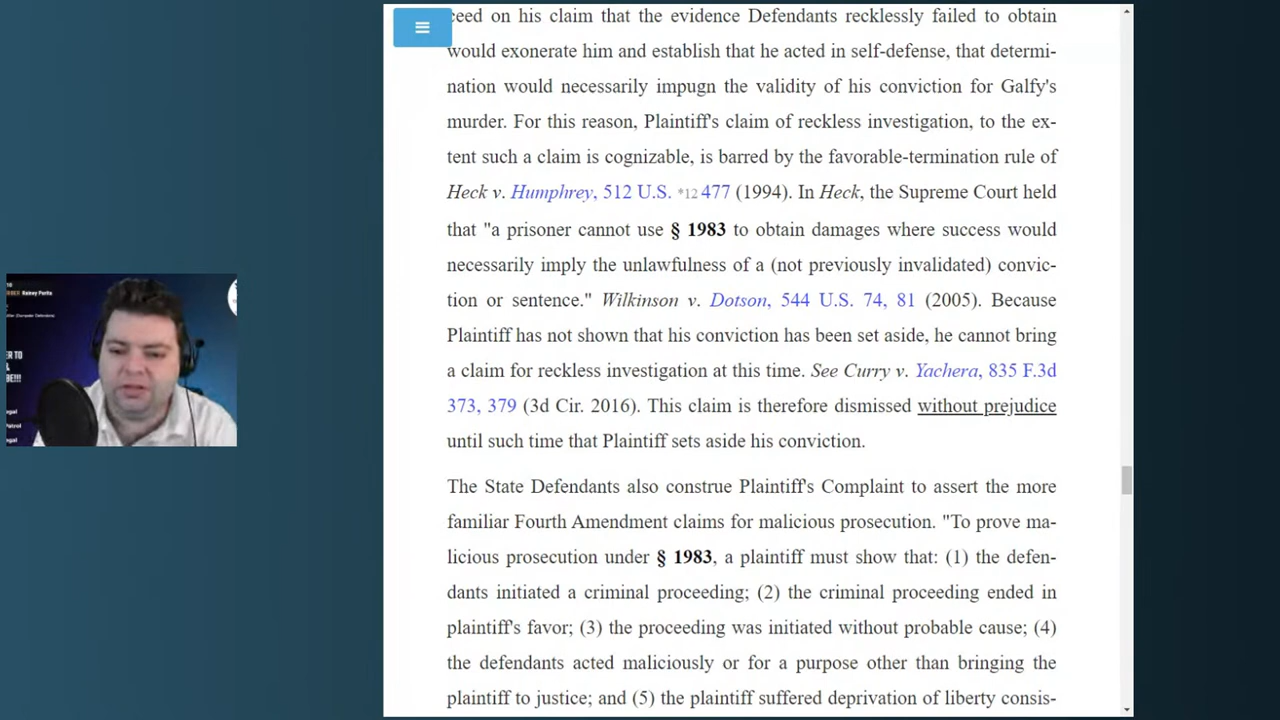 ceed on his claim that the evidence Defendants recklessly failed to obtain
would exonerate him and establish that he acted in self-defense, that determi-
nation would necessarily impugn the validity of his conviction for Galfy's
murder. For this reason, Plaintiff's claim of reckless investigation, to the ex-
tent such a claim is cognizable, is barred by the favorable-termination rule of
Heck v. Humphrey, 512 U.S. *12 477 (1994). In Heck, the Supreme Court held
that "a prisoner cannot use § 1983 to obtain damages where success would
necessarily imply the unlawfulness of a (not previously invalidated) convic-
tion or sentence." Wilkinson v. Dotson, 544 U.S. 74, 81 (2005). Because
Plaintiff has not shown that his conviction has been set aside, he cannot bring
a claim for reckless investigation at this time. See Curry v. Yachera, 835 F.3d
373, 379 (3d Cir. 2016). This claim is therefore dismissed without prejudice
until such time that Plaintiff sets aside his conviction.
The State Defendants also construe Plaintiff's Complaint to assert the more
familiar Fourth Amendment claims for malicious prosecution. "To prove ma-
licious prosecution under § 1983, a plaintiff must show that: (1) the defen-
dants initiated a criminal proceeding; (2) the criminal proceeding ended in
plaintiff's favor; (3) the proceeding was initiated without probable cause; (4)
the defendants acted maliciously or for a purpose other than bringing the
plaintiff to justice; and (5) the plaintiff suffered deprivation of liberty consis-